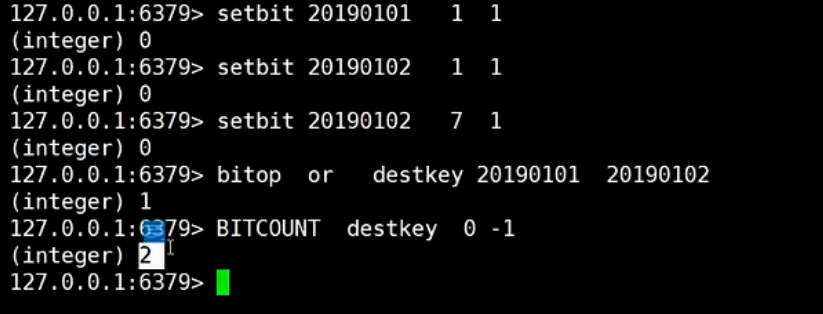 127.0.0.1:6379> setbit 20190101 1 1
(integer) 0
127.0.0.1:6379> setbit 20190102 1 1
(integer) 0
127.0.0.1:6379> setbit 20190102 7 1
(integer) 0
127.0.0.1:6379> bitop or destkey 20190101 20190102
(integer) 1
127.0.0.1:6379> BITCOUNT destkey 0 -1
(integer) 2
127.0.0.1:6379>